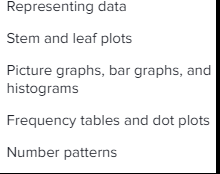 Representing data
Stem and leaf plots
Picture graphs, bar graphs, and
histograms
Frequency tables and dot plots
Number patterns